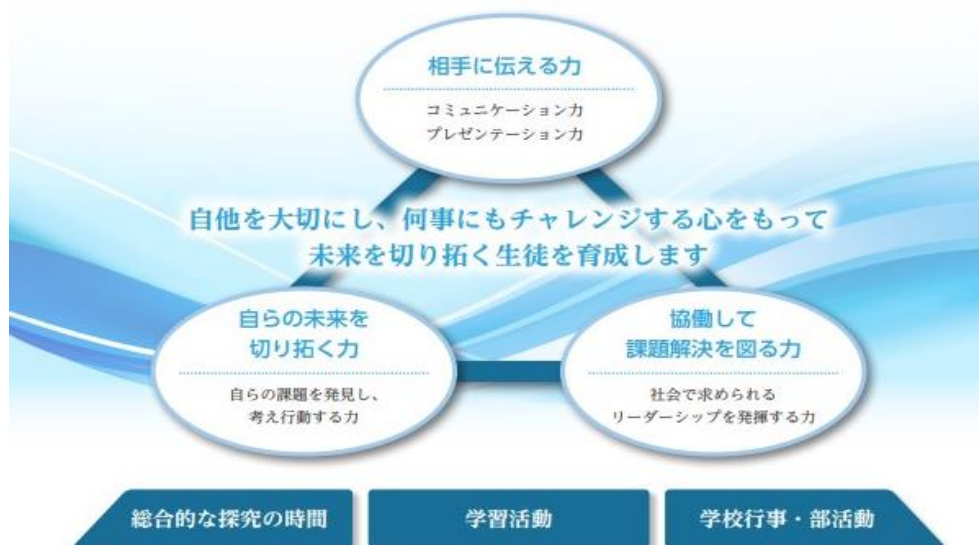 相手に伝える力
コミュニケーション力
プレゼンテーション力
自他を大切にし、何事にもチャレンジする心をもって
未来を切り拓く生徒を育成します
自らの未来を
切り拓く力
自らの課題を発見し、
考え行動する力
協働して
課題解決を図る力
社会で求められる
リーダーシップを発揮する力
総合的な探究の時間
学習活動
学校行事・部活動